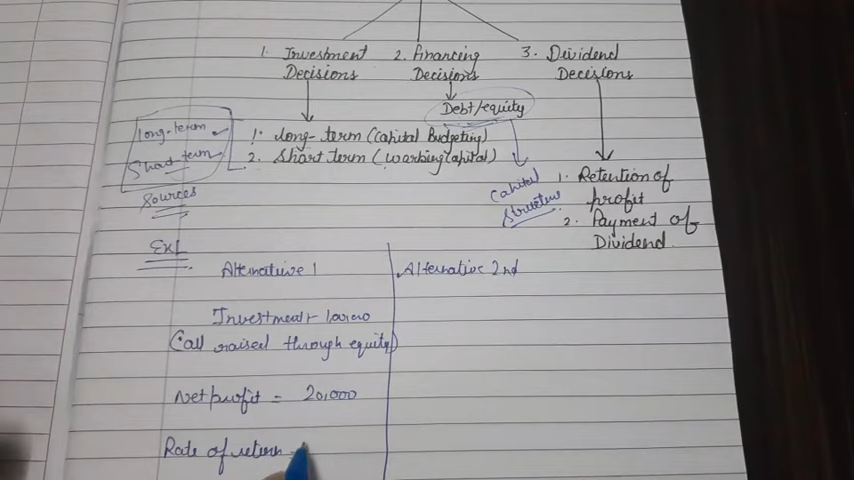 1. Investment Decisions
2. Financing Decisions
3. Dividend Decisions
Debt/equity
Long-term
Short-term
Sources
1. Long-term (Capital Budgeting)
2. Short term (Working Capital)
Capital Structure
1. Retention of profit
2. Payment of Dividend.
Ex1
Alternative 1
Alternative 2nd
Investment-
(all raised through equity)
Net profit = 20,000
Rate of return